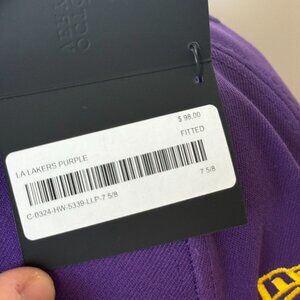 $ 98.00
FITTED
LA LAKERS PURPLE
C-0324-HW-5339-LLP-7 5/8
7 5/8